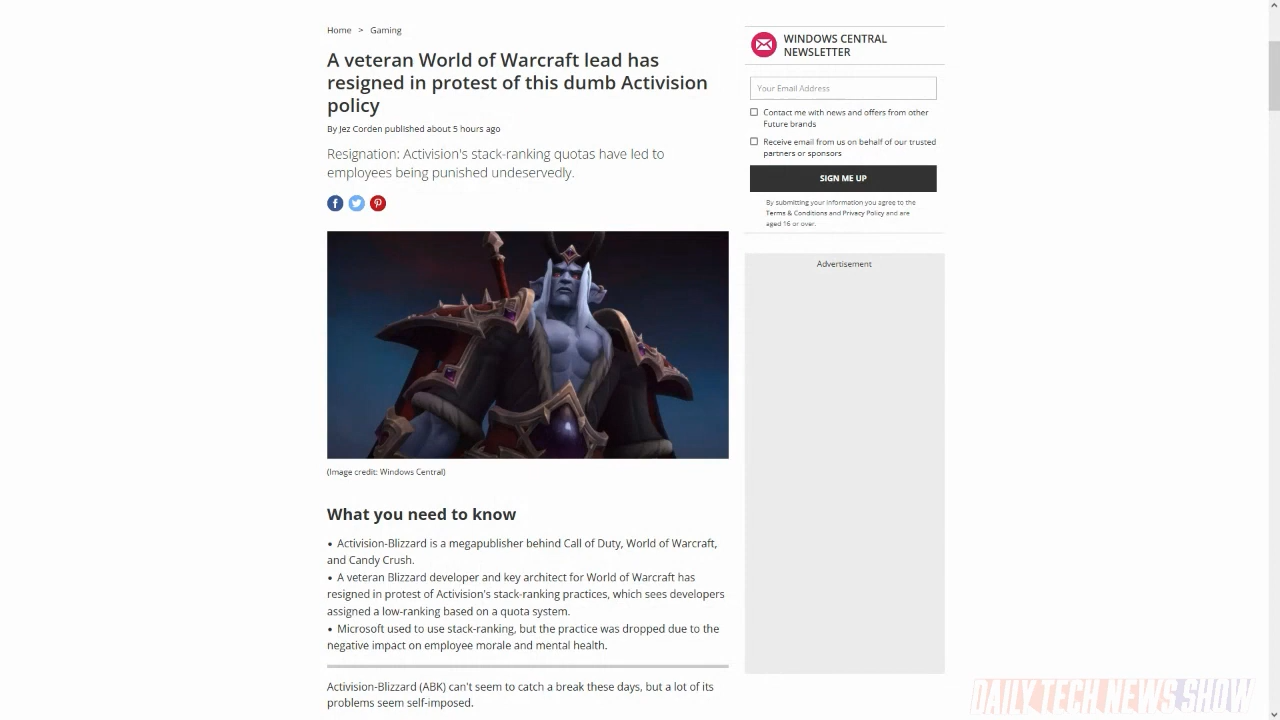 Home > Gaming
A veteran World of Warcraft lead has
resigned in protest of this dumb Activision
policy
By Jez Corden published about 5 hours ago
Resignation: Activision's stack-ranking quotas have led to
employees being punished undeservedly.
(Image credit: Windows Central)
What you need to know
• Activision-Blizzard is a megapublisher behind Call of Duty, World of Warcraft,
and Candy Crush.
• A veteran Blizzard developer and key architect for World of Warcraft has
resigned in protest of Activision's stack-ranking practices, which sees developers
assigned a low-ranking based on a quota system.
• Microsoft used to use stack-ranking, but the practice was dropped due to the
negative impact on employee morale and mental health.
Activision-Blizzard (ABK) can't seem to catch a break these days, but a lot of its
problems seem self-imposed.
WINDOWS CENTRAL
NEWSLETTER
Your Email Address
Contact me with news and offers from other
Future brands
Receive email from us on behalf of our trusted
partners or sponsors
SIGN ME UP
By submitting your information you agree to the
Terms & Conditions and Privacy Policy and are
aged 16 or over.
Advertisement
DAILY TECH NEWS SHOW